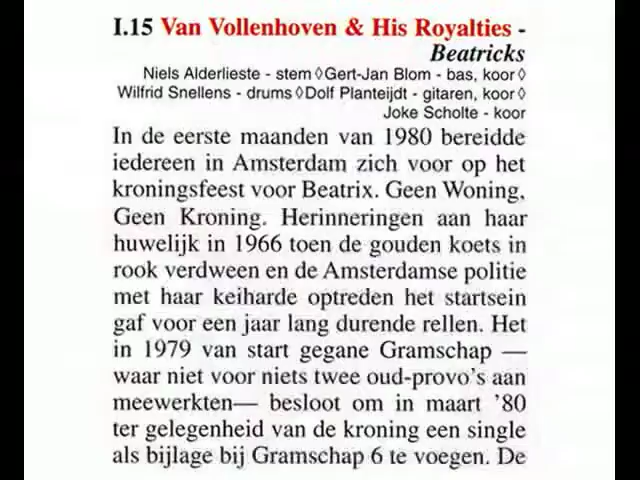 I.15 Van Vollenhoven & His Royalties -
Beatricks
Niels Alderlieste - stem ◊ Gert-Jan Blom - bas, koor ◊
Wilfrid Snellens - drums ◊ Dolf Planteijdt - gitaren, koor ◊
Joke Scholte - koor
In de eerste maanden van 1980 bereidde
iedereen in Amsterdam zich voor op het
kroningsfeest voor Beatrix. Geen Woning,
Geen Kroning. Herinneringen aan haar
huwelijk in 1966 toen de gouden koets in
rook verdween en de Amsterdamse politie
met haar keiharde optreden het startsein
gaf voor een jaar lang durende rellen. Het
in 1979 van start gegane Gramschap —
waar niet voor niets twee oud-provo's aan
meewerkten— besloot om in maart '80
ter gelegenheid van de kroning een single
als bijlage bij Gramschap 6 te voegen. De